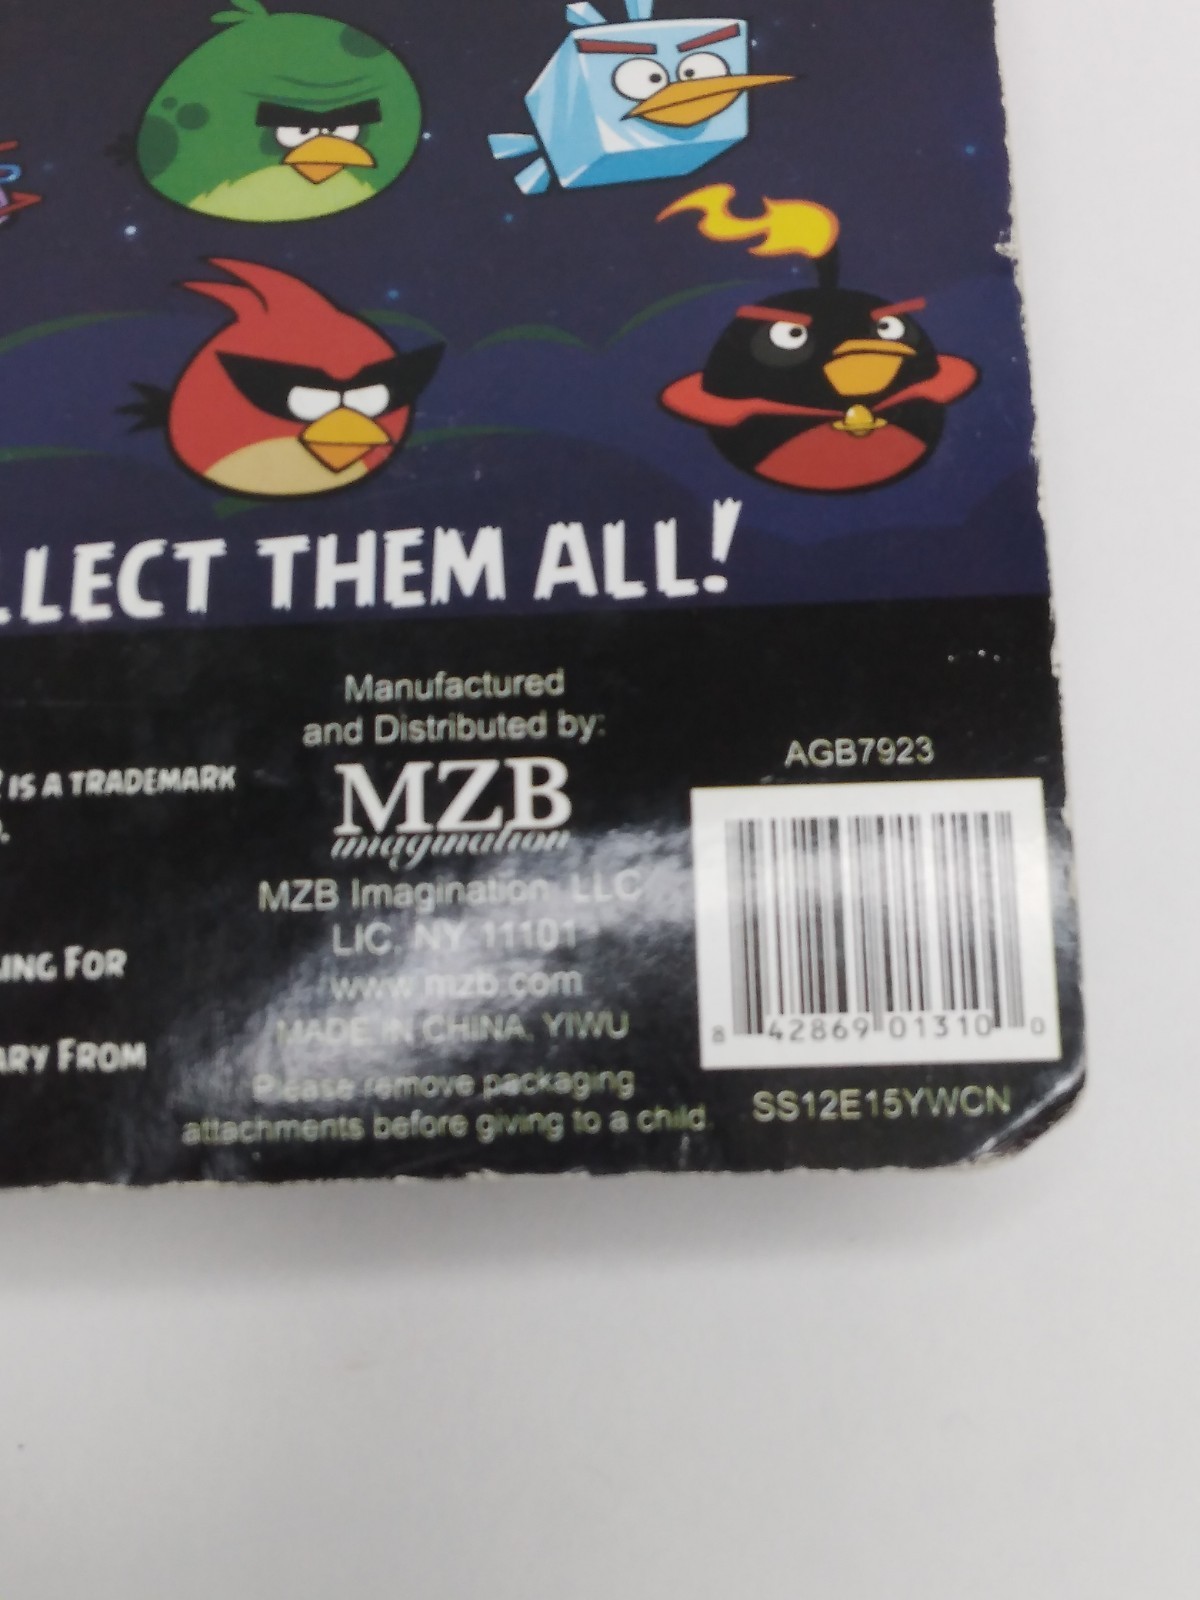 LLECT THEM ALL!
IS A TRADEMARK
ING FOR
ARY FROM
Manufactured
and Distributed by:
MZB
imagination
MZB Imagination, LLC
LIC, NY 11101
www.mzb.com
MADE IN CHINA, YIWU
Please remove packaging
attachments before giving to a child.
AGB7923
8 42869 01310 0
SS12E15YWCN